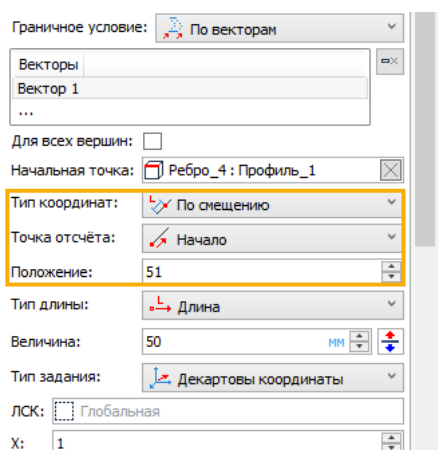 Граничное условие: По векторам
Векторы
Вектор 1
...
Для всех вершин:
Начальная точка: Ребро_4 : Профиль_1
Тип координат: По смещению
Точка отсчёта: Начало
Положение: 51
Тип длины: Длина
Величина: 50 мм
Тип задания: Декартовы координаты
ЛСК: Глобальная
X: 1